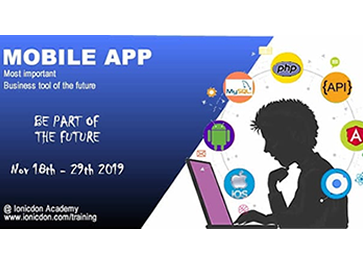 MOBILE APP
Most important
Business tool of the future
BE PART OF
THE FUTURE
Nov 18th - 29th 2019
@ Ionicdon Academy
www.ionicdon.com/training
php
MySQL
{API}
iOS
A